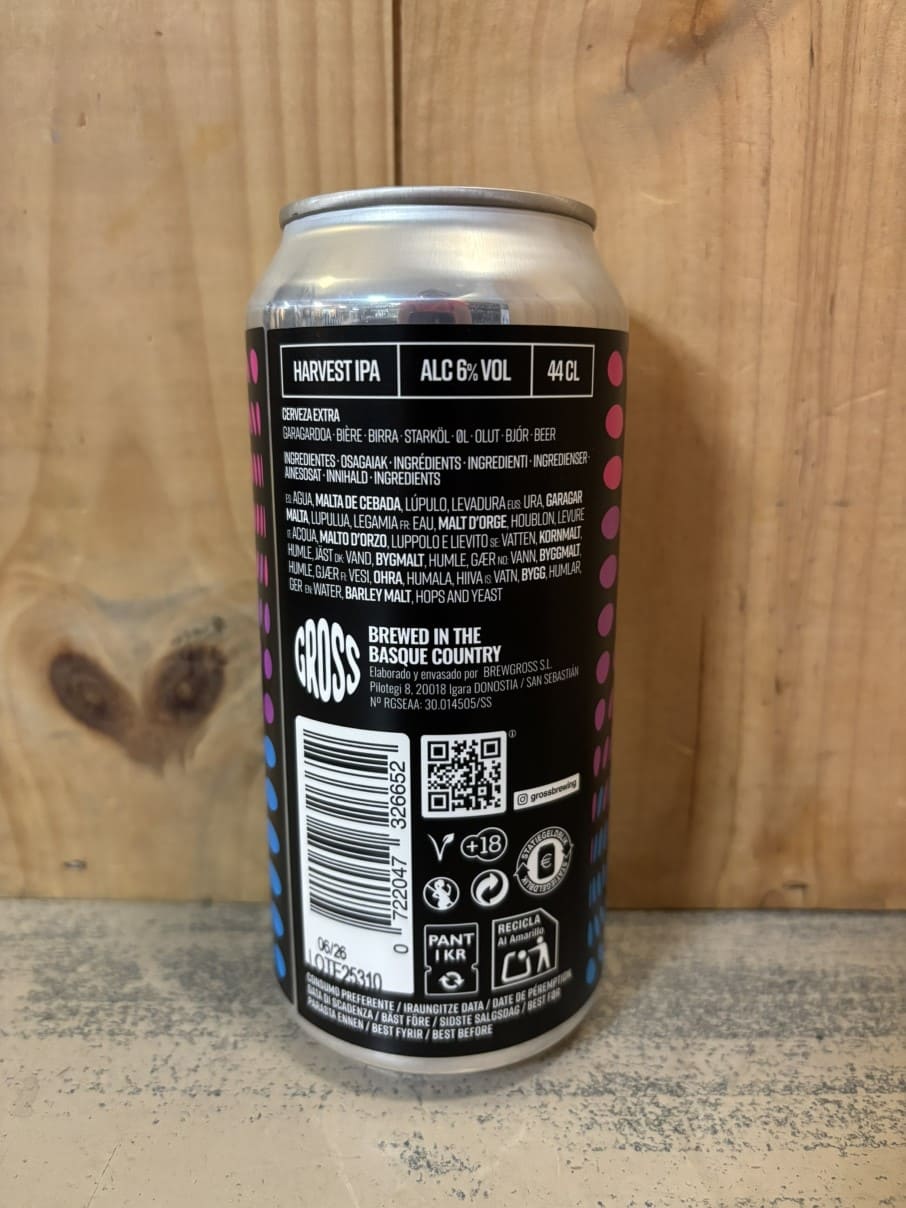 HARVEST IPA
ALC 6% VOL
44 CL
CERVEZA EXTRA
GARAGARDOA · BIÈRE · BIRRA · STARKÖL · ØL · OLUT · BJÓR · BEER
INGREDIENTES · OSAGAIAK · INGRÉDIENTS · INGREDIENTI · INGREDIENSER ·
AINESOSAT · INNIHALD · INGREDIENTS
ES: AGUA, MALTA DE CEBADA, LÚPULO, LEVADURA EUS: URA, GARAGAR
MALTA, LUPULUA, LEGAMIA FR: EAU, MALT D'ORGE, HOUBLON, LEVURE
IT: ACQUA, MALTO D'ORZO, LUPPOLO E LIEVITO SE: VATTEN, KORNMALT,
HUMLE, JÄST DK: VAND, BYGMALT, HUMLE, GÆR NO: VANN, BYGGMALT,
HUMLE, GJÆR FI: VESI, OHRA, HUMALA, HIIVA IS: VATN, BYGG, HUMLAR,
GER EN: WATER, BARLEY MALT, HOPS AND YEAST
GROSS
BREWED IN THE
BASQUE COUNTRY
Elaborado y envasado por BREWGROSS S.L.
Pilotegi 8, 20018 Igara DONOSTIA / SAN SEBASTIÁN
Nº RGSEAA: 30.014505/SS
0 722047 326652
grossbrewing
+18
STATIEGELDBLIK
STATIEGELDBLIK
€
PANT
1 KR
RECICLA
Al Amarillo
06/26
LOTE25310
CONSUMO PREFERENTE / IRAUNGITZE DATA / DATE DE PÉREMPTION
DATA DI SCADENZA / BÄST FÖRE / SIDSTE SALGSDAG / BEST FØR
PARASTA ENNEN / BEST FYRIR / BEST BEFORE